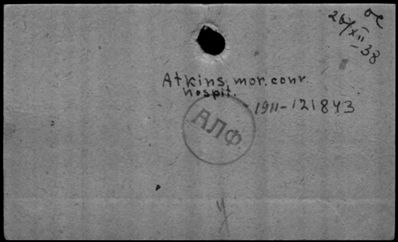 26/XII-38
Atkins, mor. conr.
hospit.
- 1911-121843
АЛФ
у